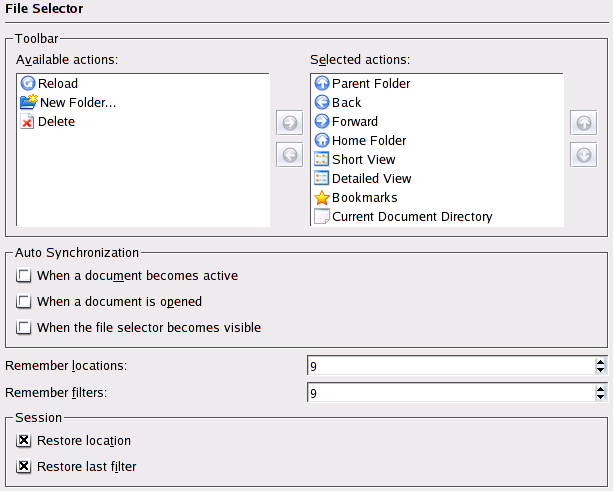 File Selector
Toolbar
Available actions:
Reload
New Folder...
Delete
Selected actions:
Parent Folder
Back
Forward
Home Folder
Short View
Detailed View
Bookmarks
Current Document Directory
Auto Synchronization
When a document becomes active
When a document is opened
When the file selector becomes visible
Remember locations: 9
Remember filters: 9
Session
Restore location
Restore last filter